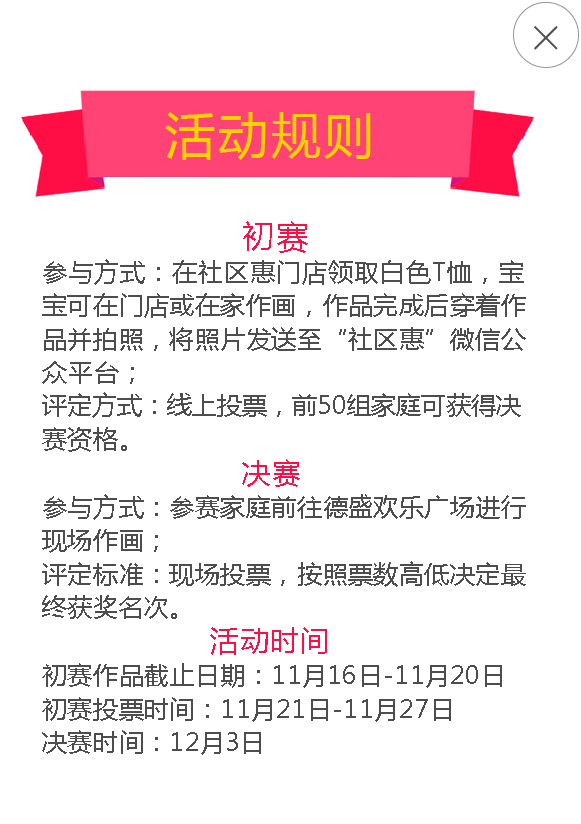 活动规则
初赛
参与方式：在社区惠门店领取白色T恤，宝
宝可在门店或在家作画，作品完成后穿着作
品并拍照，将照片发送至“社区惠”微信公
众平台；
评定方式：线上投票，前50组家庭可获得决
赛资格。
决赛
参与方式：参赛家庭前往德盛欢乐广场进行
现场作画；
评定标准：现场投票，按照票数高低决定最
终获奖名次。
活动时间
初赛作品截止日期：11月16日-11月20日
初赛投票时间：11月21日-11月27日
决赛时间：12月3日